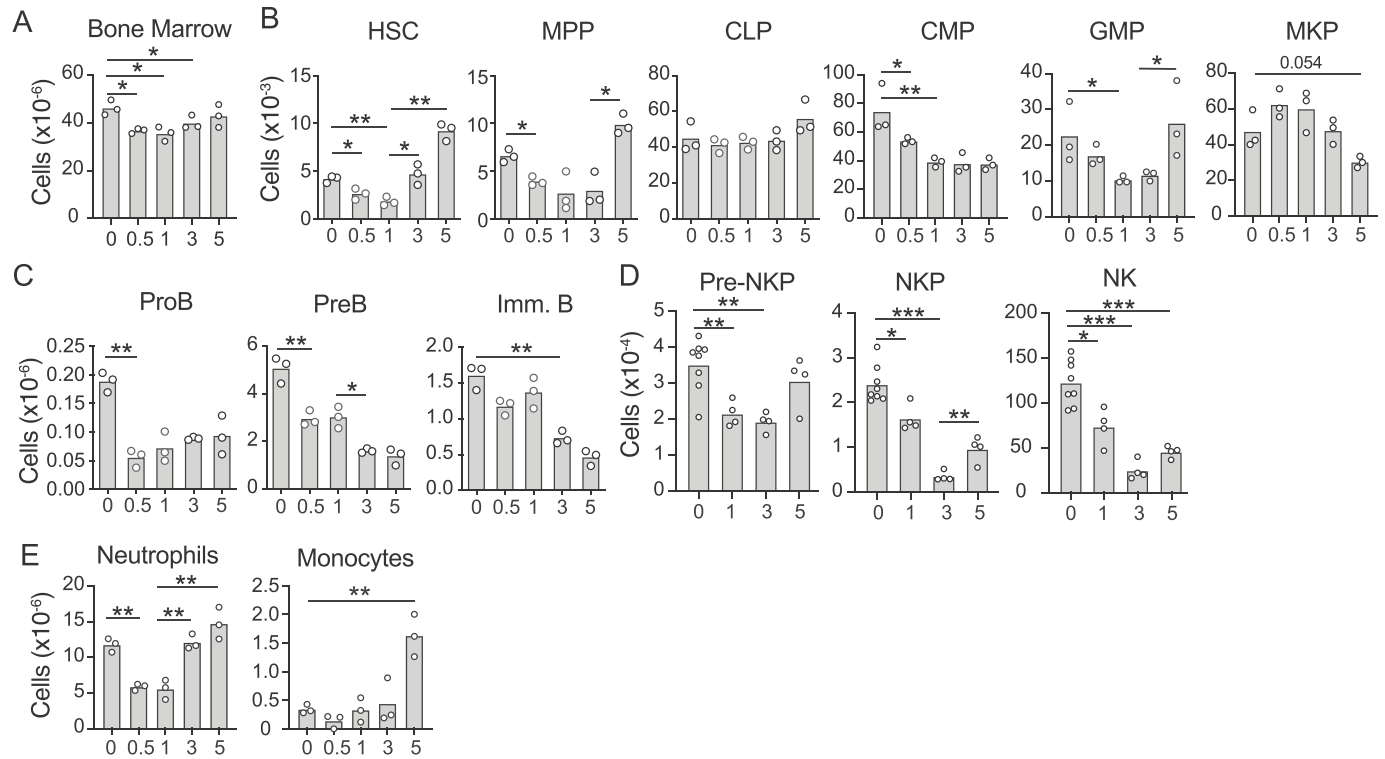 A
Bone Marrow
Cells (x10⁻⁶)
60
40
20
0
* * *
0 0.5 1 3 5
B
HSC
Cells (x10⁻³)
15
10
5
0
** * ** * **
0 0.5 1 3 5
MPP
15
10
5
0
* *
0 0.5 1 3 5
CLP
80
60
40
20
0
0 0.5 1 3 5
CMP
100
80
60
40
20
0
* **
0 0.5 1 3 5
GMP
40
30
20
10
0
* *
0 0.5 1 3 5
MKP
80
60
40
20
0
0.054
0 0.5 1 3 5
C
ProB
Cells (x10⁻⁶)
0.25
0.20
0.15
0.10
0.05
0.00
**
0 0.5 1 3 5
PreB
6
4
2
0
** *
0 0.5 1 3 5
Imm. B
2.0
1.5
1.0
0.5
0.0
**
0 0.5 1 3 5
D
Pre-NKP
Cells (x10⁻⁴)
5
4
3
2
1
0
** **
0 1 3 5
NKP
4
3
2
1
0
*** * **
0 1 3 5
NK
200
150
100
50
0
*** *** *
0 1 3 5
E
Neutrophils
Cells (x10⁻⁶)
20
15
10
5
0
** ** **
0 0.5 1 3 5
Monocytes
2.5
2.0
1.5
1.0
0.5
0
**
0 0.5 1 3 5